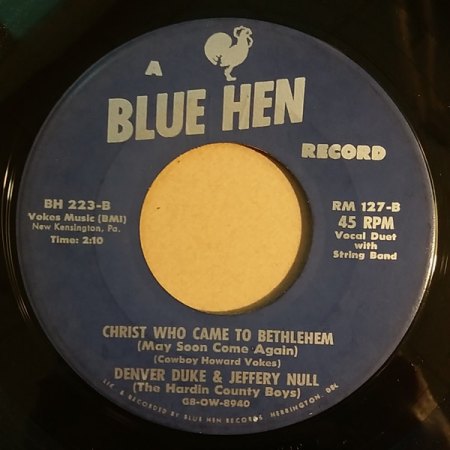 A
BLUE HEN
RECORD
BH 223-B
Vokes Music (BMI)
New Kensington, Pa.
Time: 2:10
RM 127-B
45 RPM
Vocal Duet
with
String Band
CHRIST WHO CAME TO BETHLEHEM
(May Soon Come Again)
(Cowboy Howard Vokes)
DENVER DUKE & JEFFERY NULL
(The Hardin County Boys)
G8-OW-8940
& RECORDED BY BLUE HEN RECORDS, HARRINGTON, DEL.